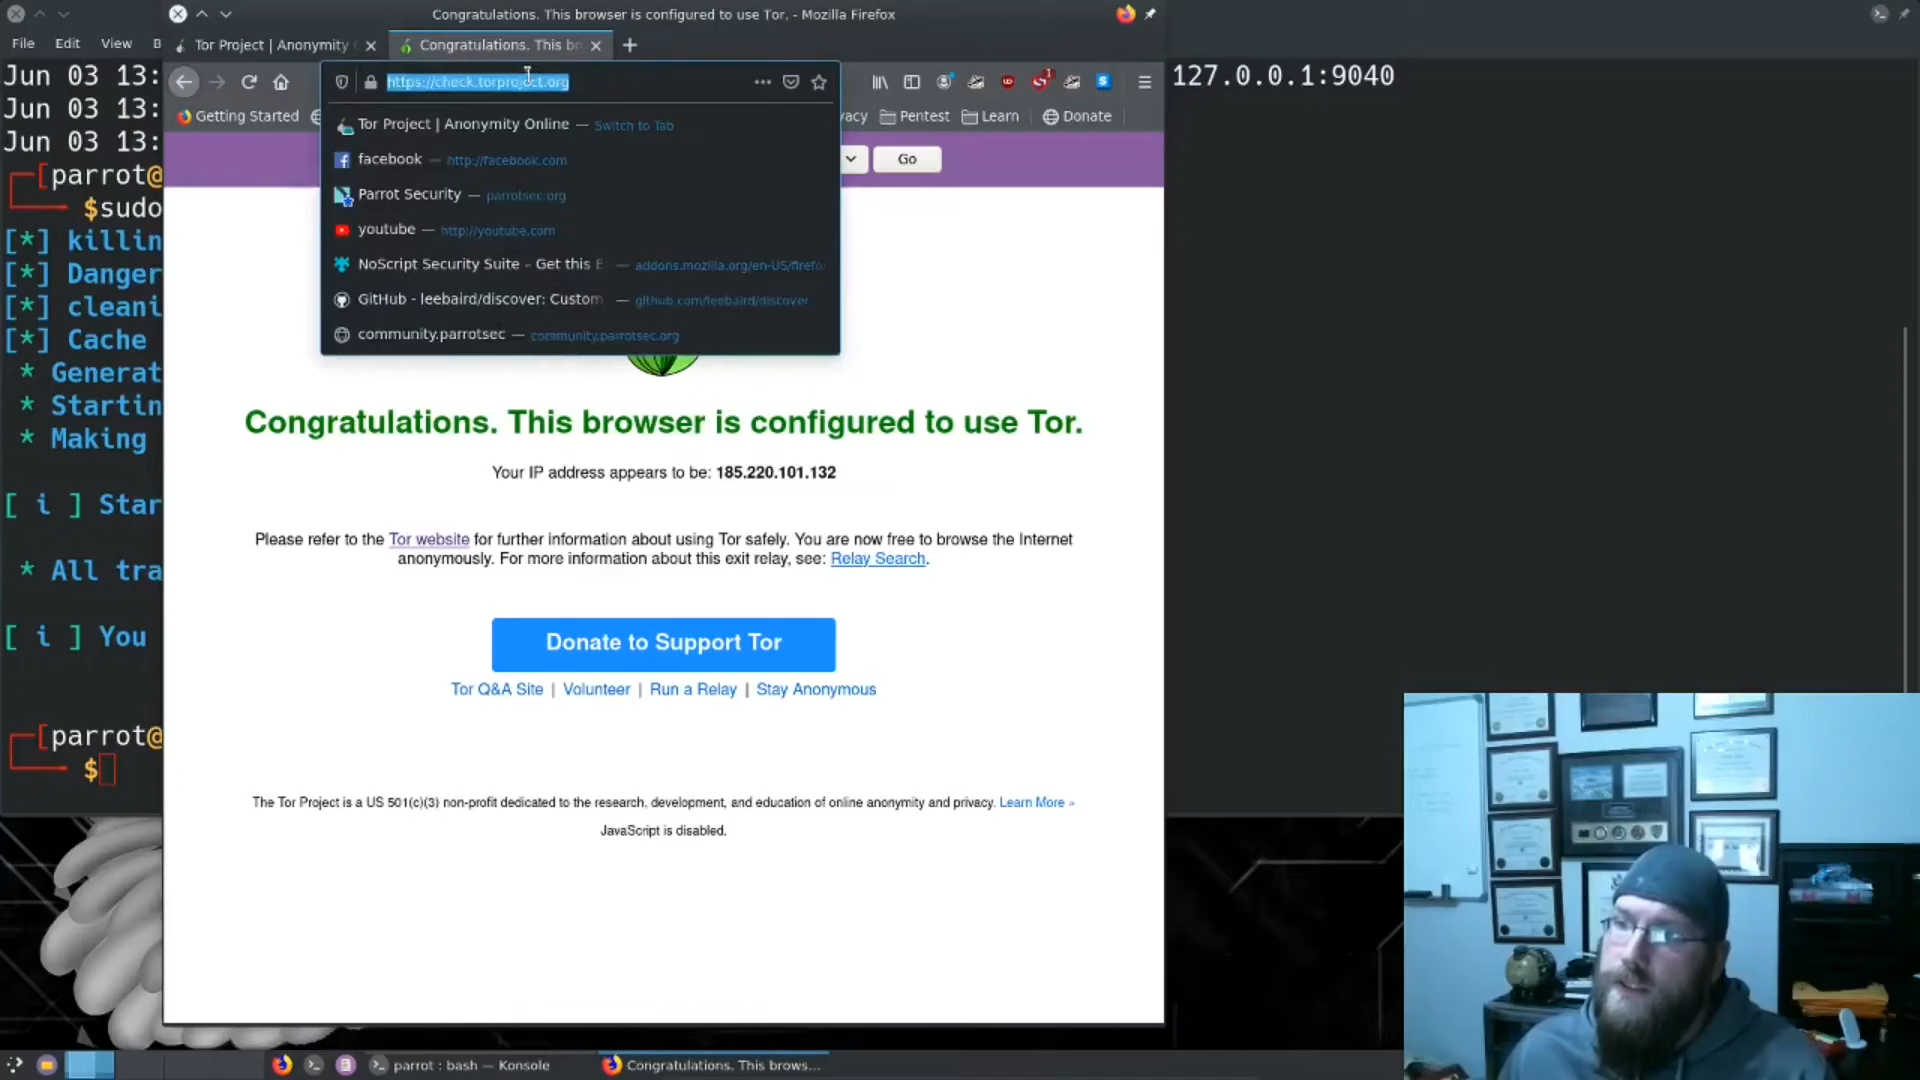 Congratulations. This browser is configured to use Tor. - Mozilla Firefox
File Edit View B
Tor Project | Anonymity
Congratulations. This br
Jun 03 13:
127.0.0.1:9040
https://check.torproject.org
Jun 03 13:
Getting Started
vacy
Pentest
Learn
Donate
Tor Project | Anonymity Online — Switch to Tab
Jun 03 13:
facebook — http://facebook.com
Go
[parrot@
Parrot Security — parrotsec.org
$sudo
youtube — http://youtube.com
[*] killin
NoScript Security Suite – Get this E — addons.mozilla.org/en-US/firefo
[*] Danger
GitHub - leebaird/discover: Custom — github.com/leebaird/discover
[*] cleani
community.parrotsec — community.parrotsec.org
[*] Cache
* Generat
* Startin
* Making
Congratulations. This browser is configured to use Tor.
Your IP address appears to be: 185.220.101.132
[ i ] Star
Please refer to the Tor website for further information about using Tor safely. You are now free to browse the Internet
anonymously. For more information about this exit relay, see: Relay Search.
* All tra
[ i ] You
Donate to Support Tor
Tor Q&A Site | Volunteer | Run a Relay | Stay Anonymous
[parrot@
$
The Tor Project is a US 501(c)(3) non-profit dedicated to the research, development, and education of online anonymity and privacy. Learn More »
JavaScript is disabled.
parrot : bash — Konsole
Congratulations. This brows...